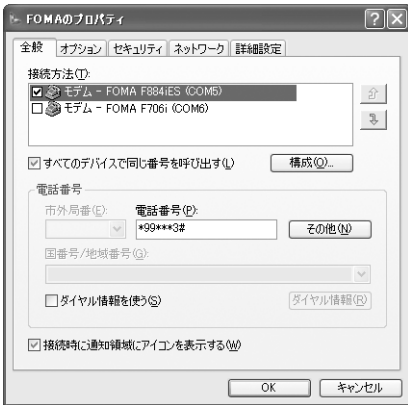 FOMAのプロパティ
全般 オプション セキュリティ ネットワーク 詳細設定
接続方法(T):
モデム - FOMA F884iES (COM5)
モデム - FOMA F706i (COM6)
すべてのデバイスで同じ番号を呼び出す(L) 構成(O)...
電話番号
市外局番(E): 電話番号(P):
*99***3# その他(N)
国番号/地域番号(G):
ダイヤル情報を使う(S) ダイヤル情報(R)
接続時に通知領域にアイコンを表示する(W)
OK キャンセル